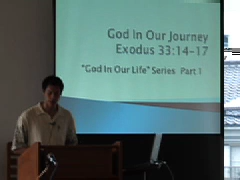 God In Our Journey
Exodus 33:14-17
"God In Our Life" Series Part 1